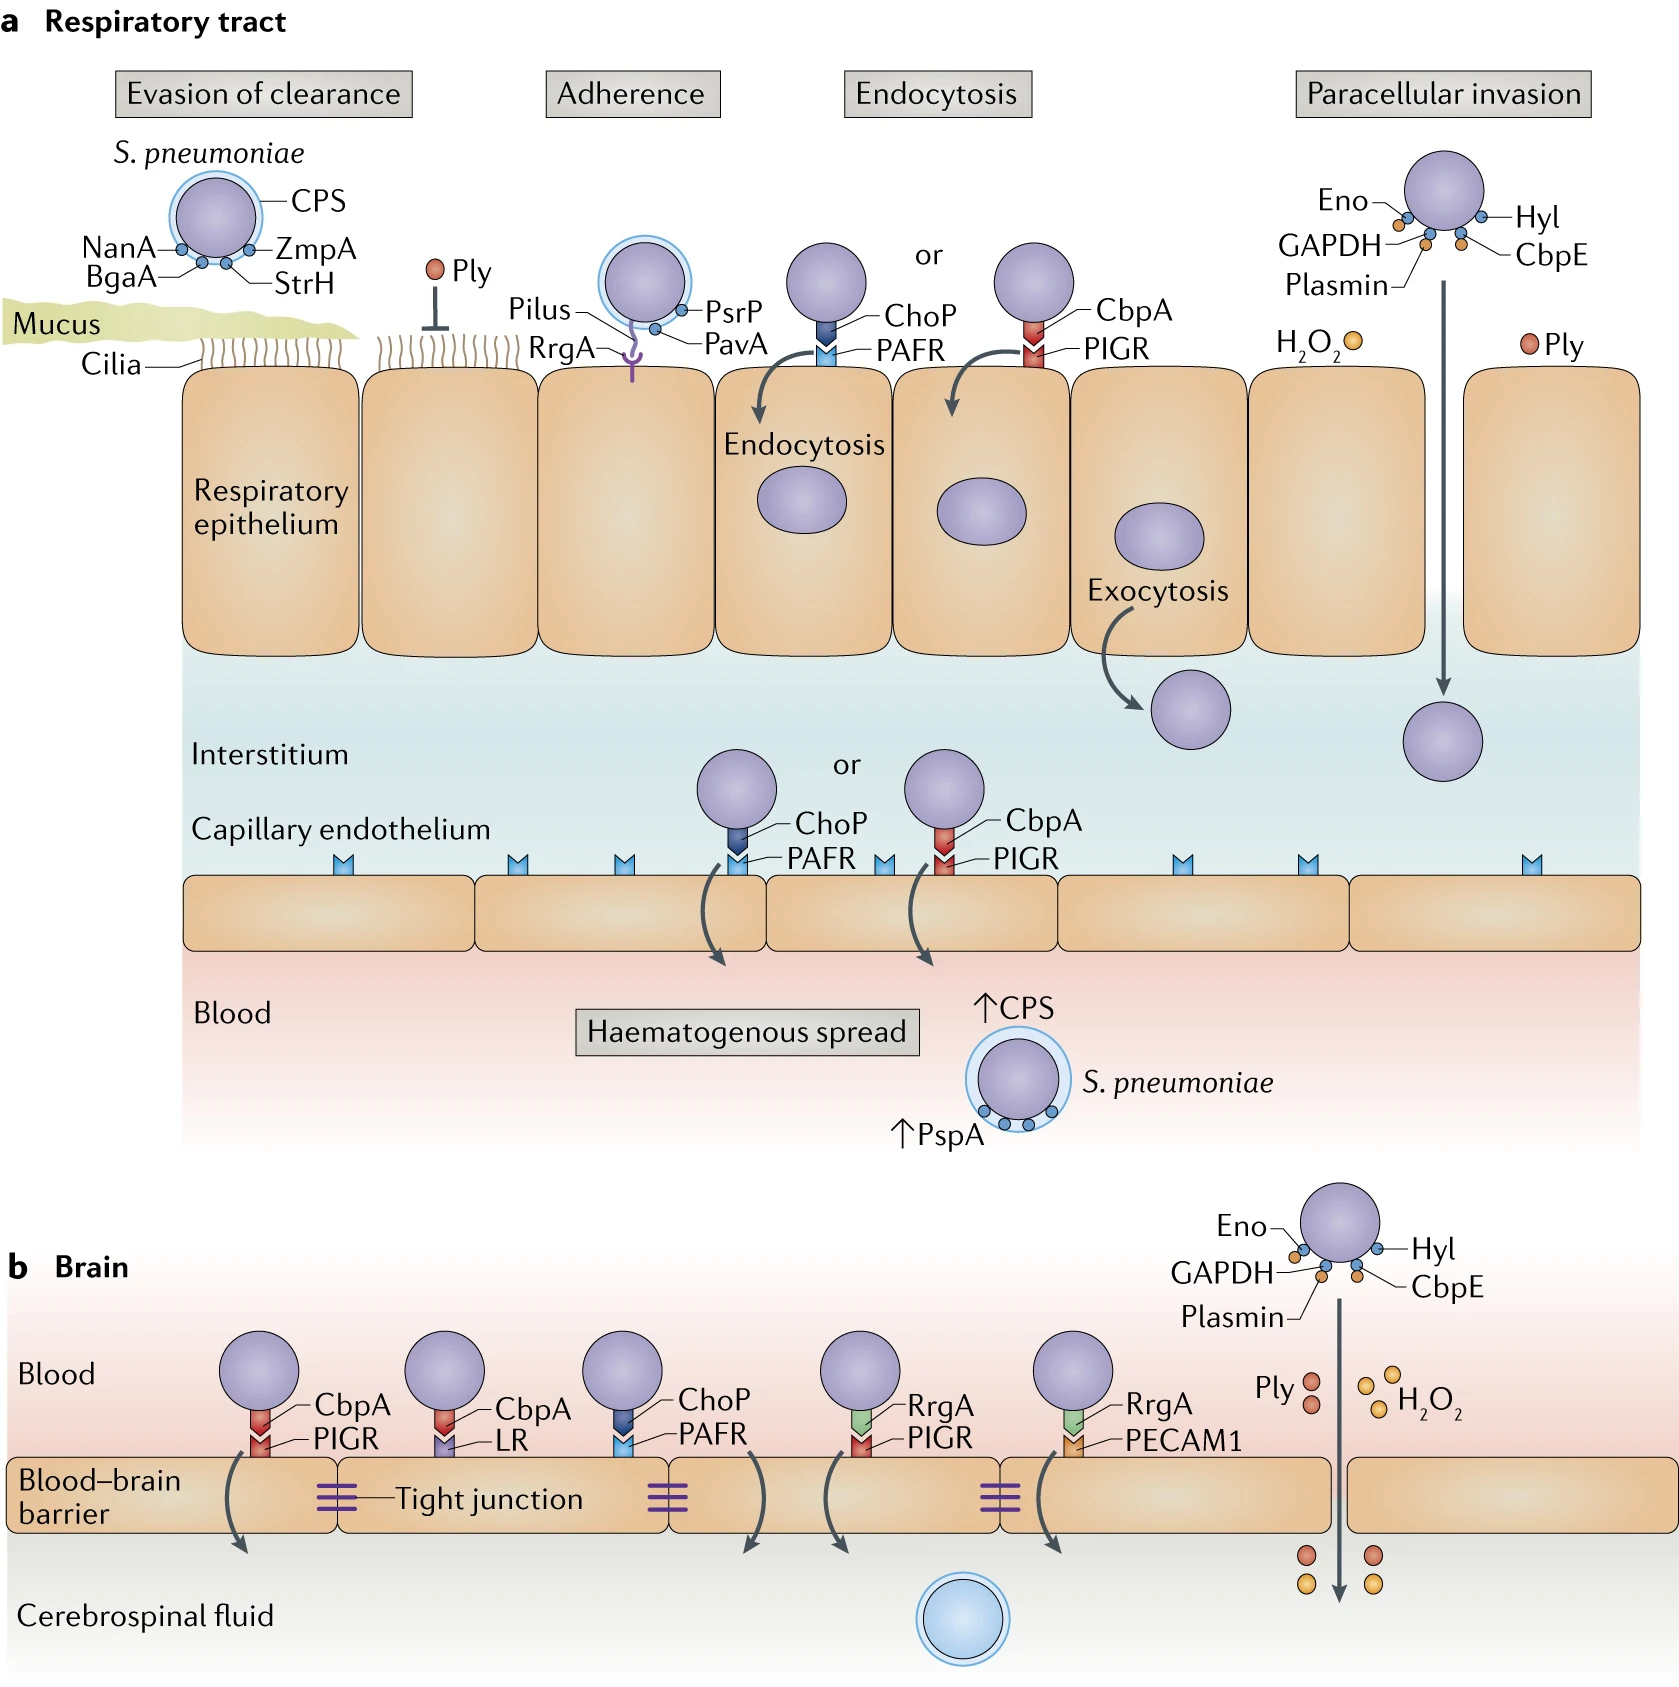 a Respiratory tract
Evasion of clearance
Adherence
Endocytosis
Paracellular invasion
S. pneumoniae
CPS
NanA
ZmpA
BgaA
StrH
Ply
Mucus
Cilia
Pilus
PsrP
RrgA
PavA
or
ChoP
PAFR
CbpA
PIGR
Eno
Hyl
GAPDH
CbpE
Plasmin
H2O2
Ply
Endocytosis
Respiratory
epithelium
Exocytosis
Interstitium
or
Capillary endothelium
ChoP
PAFR
CbpA
PIGR
Blood
Haematogenous spread
↑CPS
S. pneumoniae
↑PspA
b Brain
Eno
Hyl
GAPDH
CbpE
Plasmin
Blood
Ply
H2O2
CbpA
PIGR
CbpA
LR
ChoP
PAFR
RrgA
PIGR
RrgA
PECAM1
Blood–brain
barrier
Tight junction
Cerebrospinal fluid